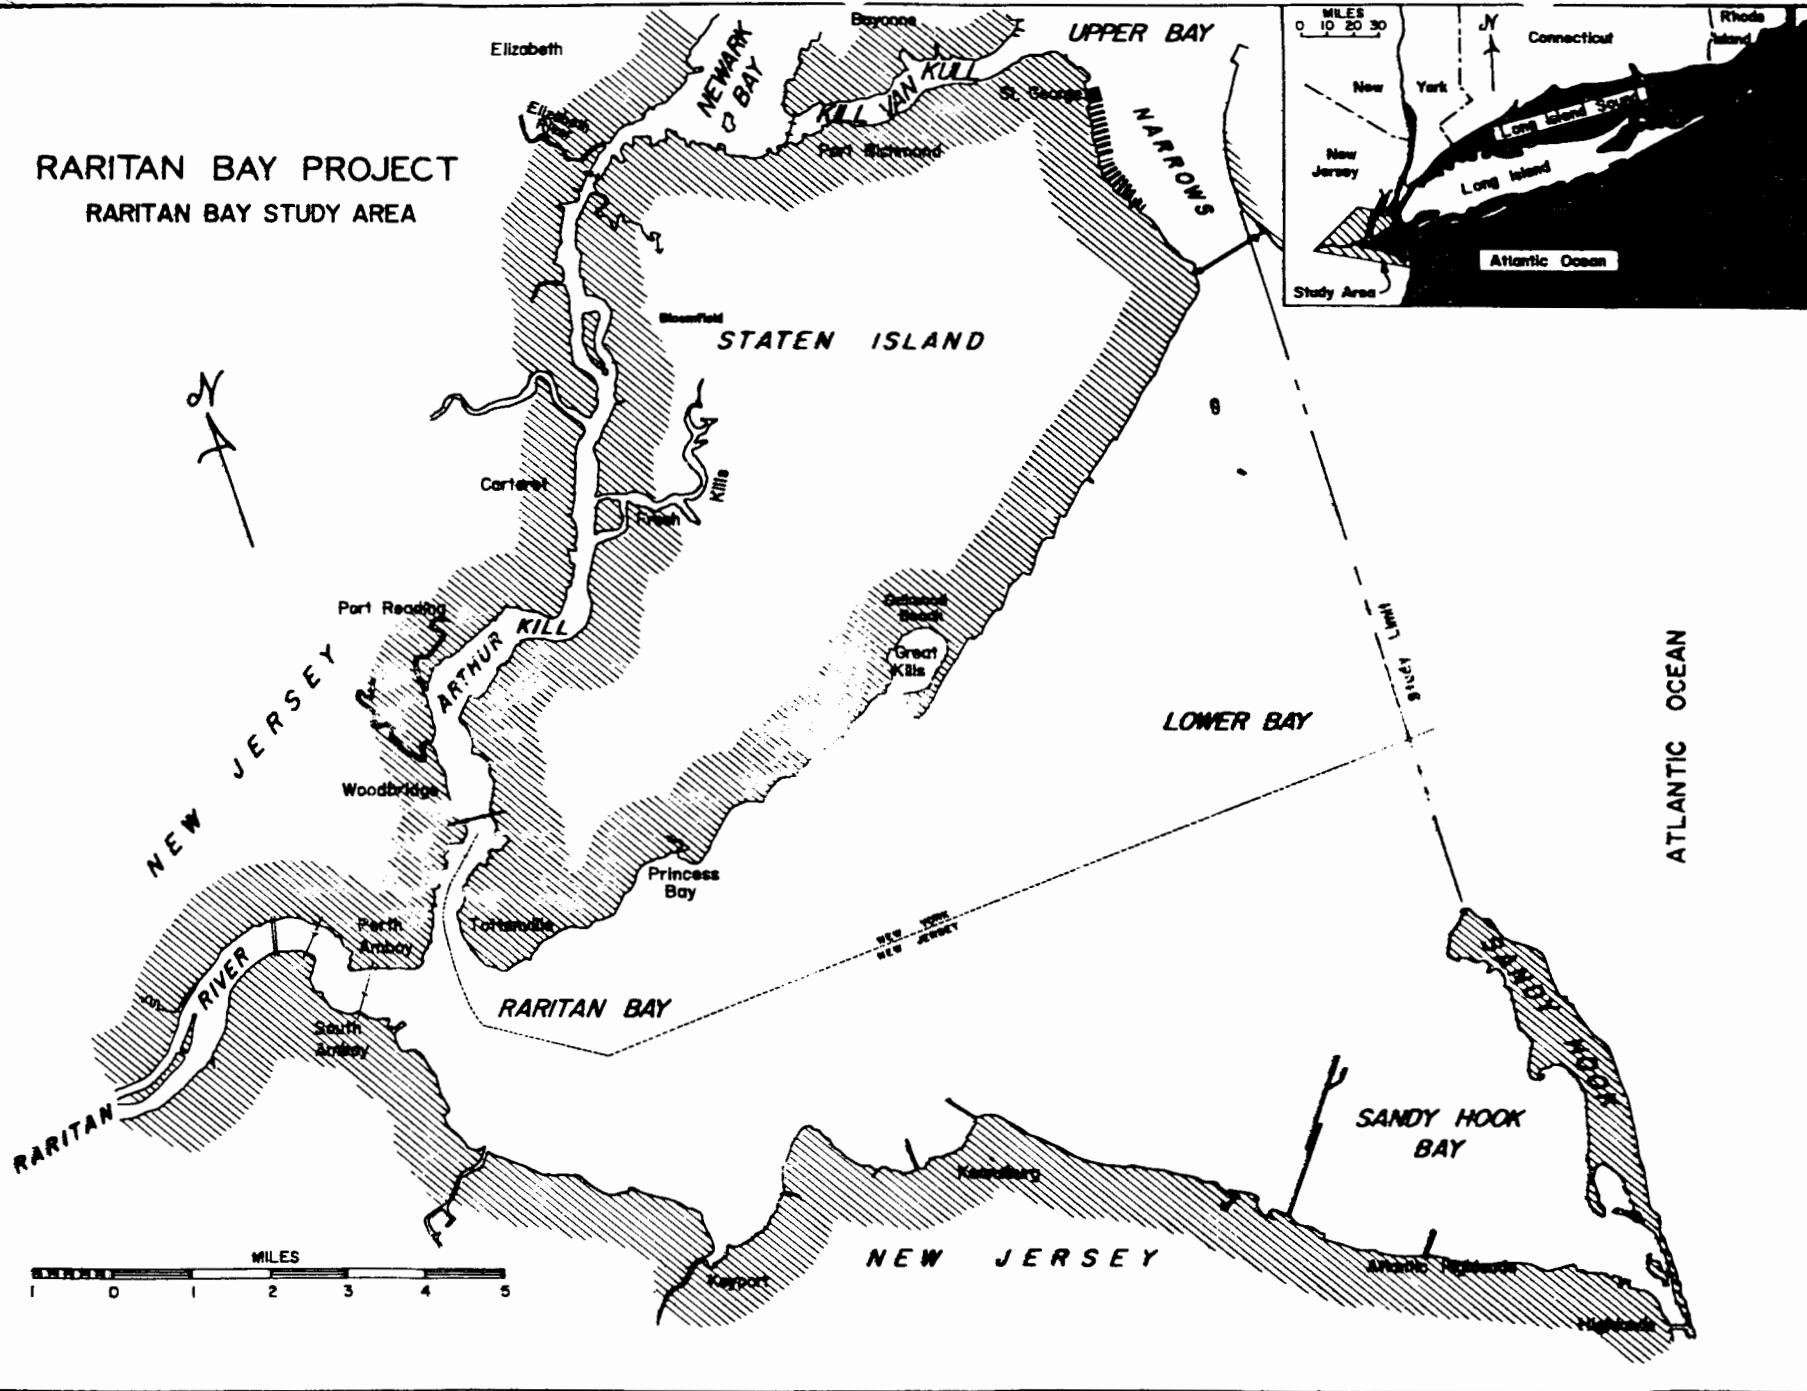 RARITAN BAY PROJECT
RARITAN BAY STUDY AREA
Elizabeth
Elizabeth
River
NEWARK
BAY
Bayonne
KILL VAN KULL
UPPER BAY
St. George
Port Richmond
NARROWS
MILES
0 10 20 30
N
Connecticut
Rhode
Island
New York
Long Island Sound
New
Jersey
Long Island
Atlantic Ocean
Study Area
Bloomfield
STATEN ISLAND
N
Carteret
Fresh
Kills
Port Reading
ARTHUR KILL
NEW JERSEY
Oakwood
Beach
Great
Kills
Study Limit
LOWER BAY
ATLANTIC OCEAN
Woodbridge
Princess
Bay
Perth
Amboy
Tottenville
NEW YORK
NEW JERSEY
RARITAN RIVER
RARITAN BAY
South
Amboy
SANDY HOOK
SANDY HOOK
BAY
Keansburg
NEW JERSEY
Keyport
Atlantic Highlands
Highlands
MILES
1 0 1 2 3 4 5